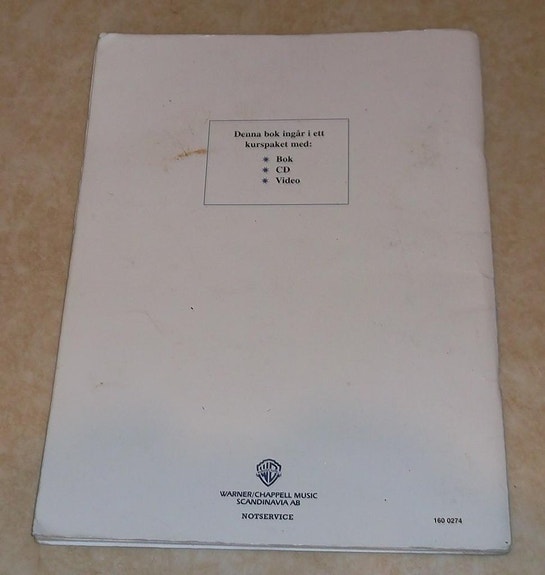 Denna bok ingår i ett
kurspaket med:
✷ Bok
✷ CD
✷ Video
WARNER/CHAPPELL MUSIC
SCANDINAVIA AB
NOTSERVICE
160 0274